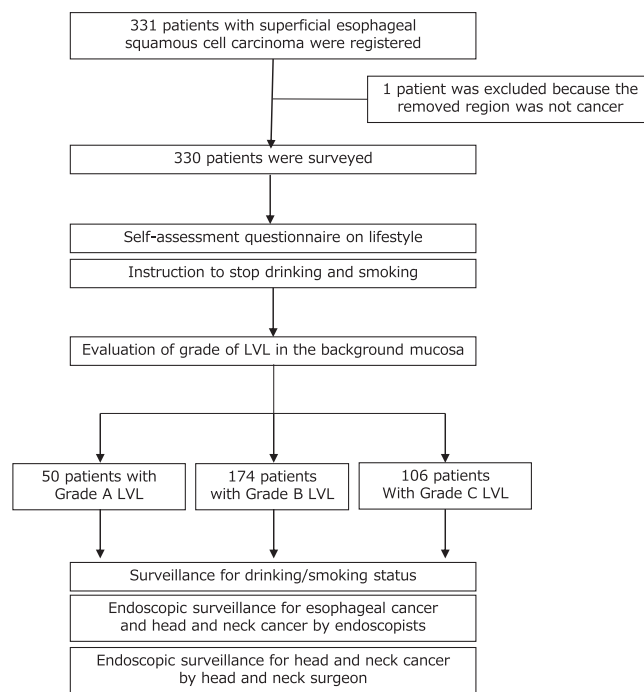 331 patients with superficial esophageal
squamous cell carcinoma were registered
1 patient was excluded because the
removed region was not cancer
330 patients were surveyed
Self-assessment questionnaire on lifestyle
Instruction to stop drinking and smoking
Evaluation of grade of LVL in the background mucosa
50 patients with
Grade A LVL
174 patients
with Grade B LVL
106 patients
With Grade C LVL
Surveillance for drinking/smoking status
Endoscopic surveillance for esophageal cancer
and head and neck cancer by endoscopists
Endoscopic surveillance for head and neck cancer
by head and neck surgeon